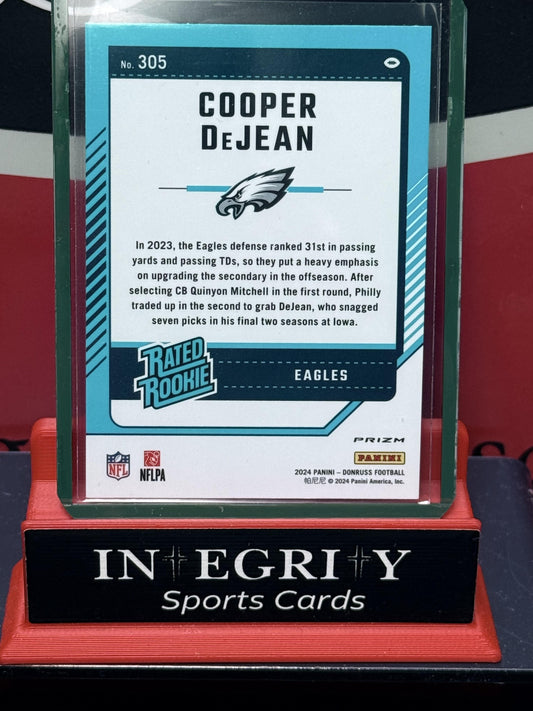 No. 305
COOPER
DeJEAN
In 2023, the Eagles defense ranked 31st in passing
yards and passing TDs, so they put a heavy emphasis
on upgrading the secondary in the offseason. After
selecting CB Quinyon Mitchell in the first round, Philly
traded up in the second to grab DeJean, who snagged
seven picks in his final two seasons at Iowa.
RATED
ROOKIE
EAGLES
PRIZM
PANINI
NFL
NFLPA
2024 PANINI – DONRUSS FOOTBALL
帕尼尼 © 2024 Panini America, Inc.
INTEGRITY
Sports Cards